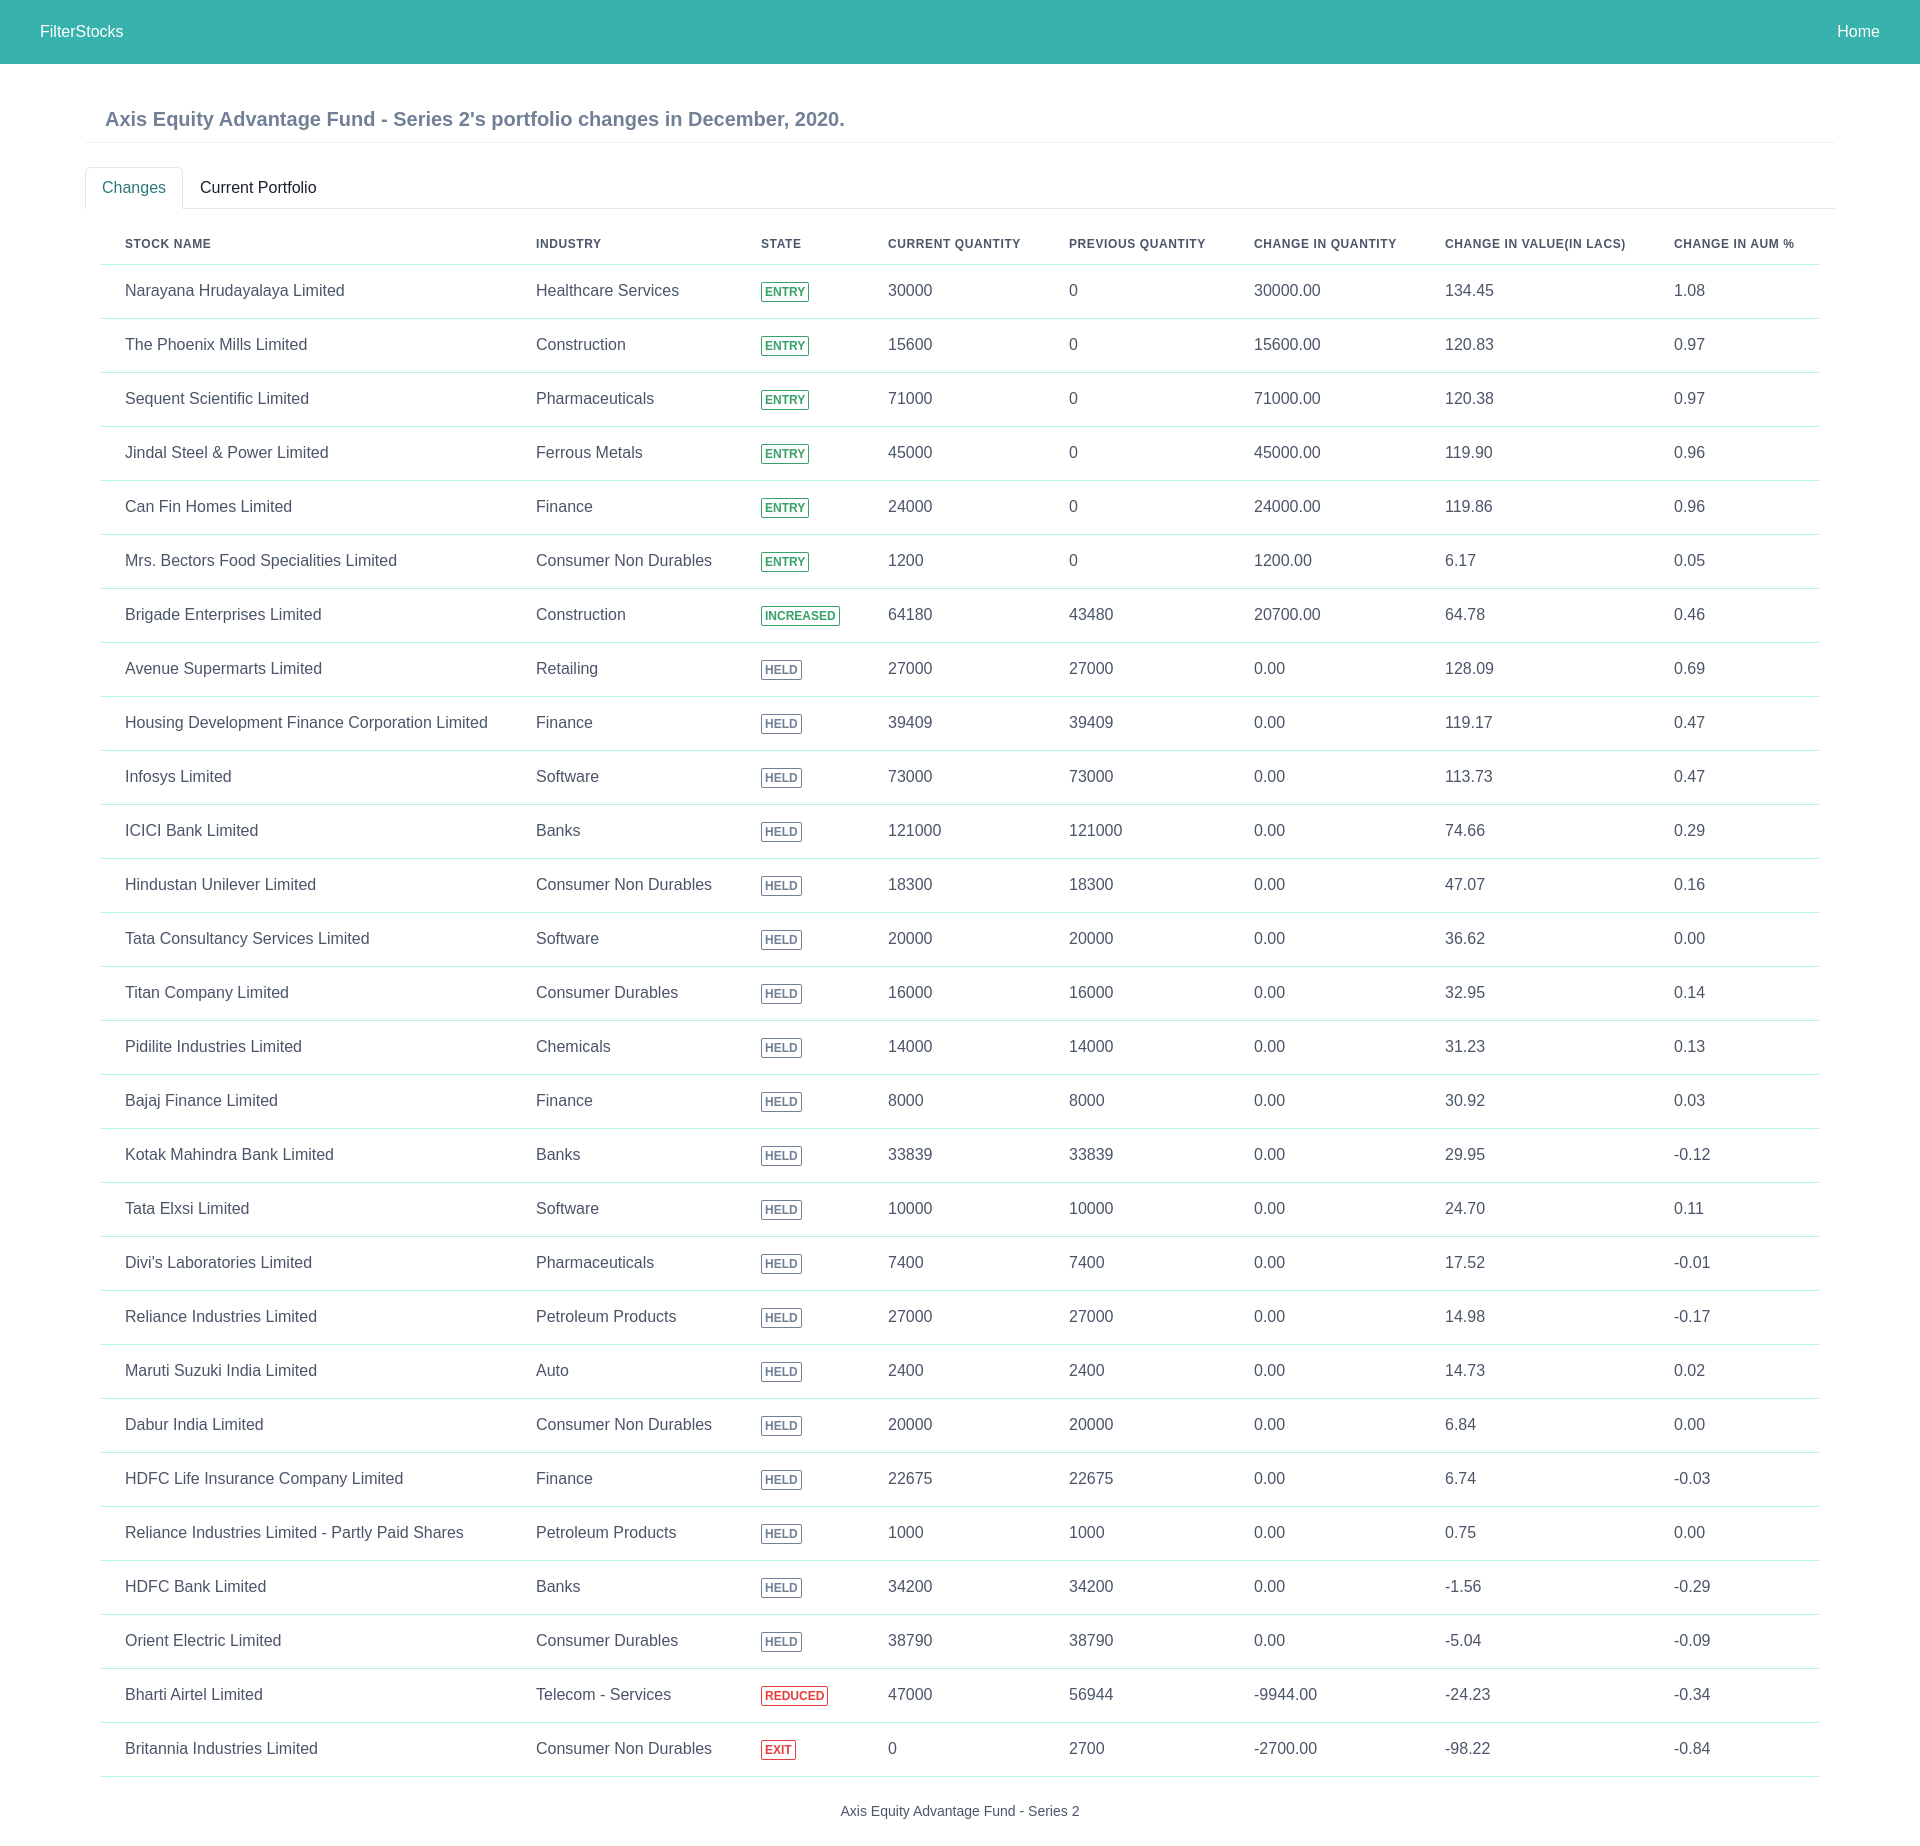 FilterStocks Home
Axis Equity Advantage Fund - Series 2's portfolio changes in December, 2020.
Changes Current Portfolio
STOCK NAME INDUSTRY STATE CURRENT QUANTITY PREVIOUS QUANTITY CHANGE IN QUANTITY CHANGE IN VALUE(IN LACS) CHANGE IN AUM %
Narayana Hrudayalaya Limited Healthcare Services ENTRY 30000 0 30000.00 134.45 1.08
The Phoenix Mills Limited Construction ENTRY 15600 0 15600.00 120.83 0.97
Sequent Scientific Limited Pharmaceuticals ENTRY 71000 0 71000.00 120.38 0.97
Jindal Steel & Power Limited Ferrous Metals ENTRY 45000 0 45000.00 119.90 0.96
Can Fin Homes Limited Finance ENTRY 24000 0 24000.00 119.86 0.96
Mrs. Bectors Food Specialities Limited Consumer Non Durables ENTRY 1200 0 1200.00 6.17 0.05
Brigade Enterprises Limited Construction INCREASED 64180 43480 20700.00 64.78 0.46
Avenue Supermarts Limited Retailing HELD 27000 27000 0.00 128.09 0.69
Housing Development Finance Corporation Limited Finance HELD 39409 39409 0.00 119.17 0.47
Infosys Limited Software HELD 73000 73000 0.00 113.73 0.47
ICICI Bank Limited Banks HELD 121000 121000 0.00 74.66 0.29
Hindustan Unilever Limited Consumer Non Durables HELD 18300 18300 0.00 47.07 0.16
Tata Consultancy Services Limited Software HELD 20000 20000 0.00 36.62 0.00
Titan Company Limited Consumer Durables HELD 16000 16000 0.00 32.95 0.14
Pidilite Industries Limited Chemicals HELD 14000 14000 0.00 31.23 0.13
Bajaj Finance Limited Finance HELD 8000 8000 0.00 30.92 0.03
Kotak Mahindra Bank Limited Banks HELD 33839 33839 0.00 29.95 -0.12
Tata Elxsi Limited Software HELD 10000 10000 0.00 24.70 0.11
Divi's Laboratories Limited Pharmaceuticals HELD 7400 7400 0.00 17.52 -0.01
Reliance Industries Limited Petroleum Products HELD 27000 27000 0.00 14.98 -0.17
Maruti Suzuki India Limited Auto HELD 2400 2400 0.00 14.73 0.02
Dabur India Limited Consumer Non Durables HELD 20000 20000 0.00 6.84 0.00
HDFC Life Insurance Company Limited Finance HELD 22675 22675 0.00 6.74 -0.03
Reliance Industries Limited - Partly Paid Shares Petroleum Products HELD 1000 1000 0.00 0.75 0.00
HDFC Bank Limited Banks HELD 34200 34200 0.00 -1.56 -0.29
Orient Electric Limited Consumer Durables HELD 38790 38790 0.00 -5.04 -0.09
Bharti Airtel Limited Telecom - Services REDUCED 47000 56944 -9944.00 -24.23 -0.34
Britannia Industries Limited Consumer Non Durables EXIT 0 2700 -2700.00 -98.22 -0.84
Axis Equity Advantage Fund - Series 2